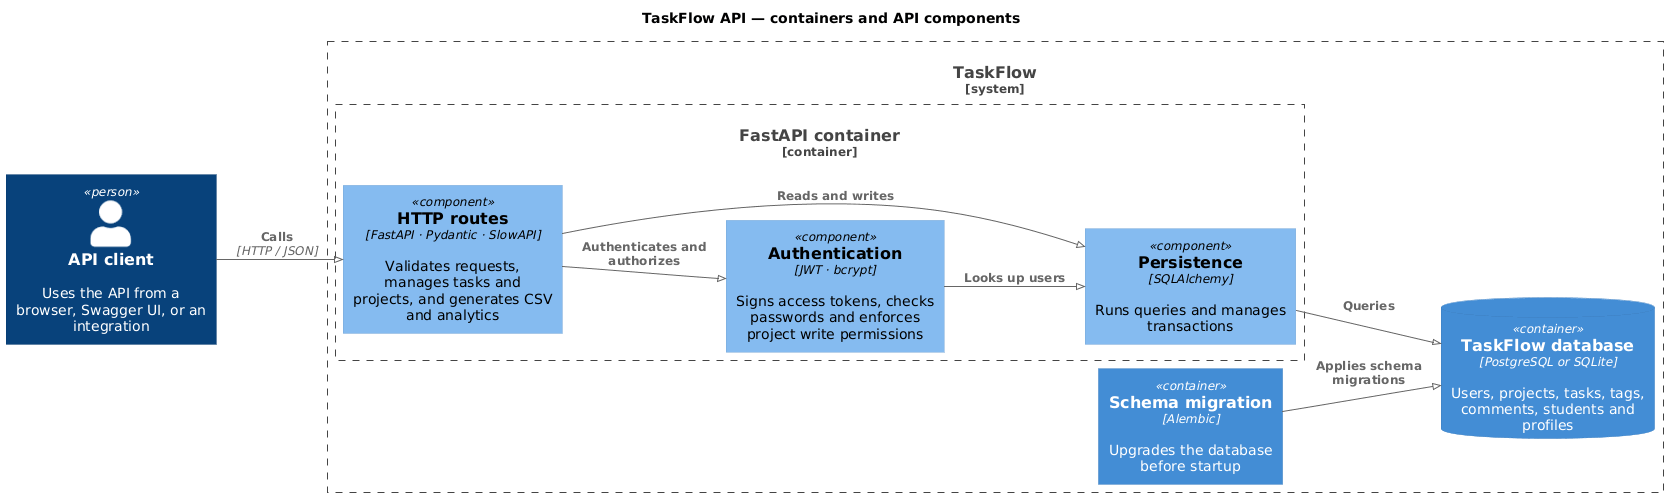 TaskFlow API — containers and API components
TaskFlow
[system]
FastAPI container
[container]
«person»
API client
Uses the API from a
browser, Swagger UI, or an
integration
Calls
[HTTP / JSON]
«component»
HTTP routes
[FastAPI · Pydantic · SlowAPI]
Validates requests,
manages tasks and
projects, and generates CSV
and analytics
Reads and writes
Authenticates and
authorizes
«component»
Authentication
[JWT · bcrypt]
Signs access tokens, checks
passwords and enforces
project write permissions
Looks up users
«component»
Persistence
[SQLAlchemy]
Runs queries and manages
transactions
Queries
«container»
Schema migration
[Alembic]
Upgrades the database
before startup
Applies schema
migrations
«container»
TaskFlow database
[PostgreSQL or SQLite]
Users, projects, tasks, tags,
comments, students and
profiles